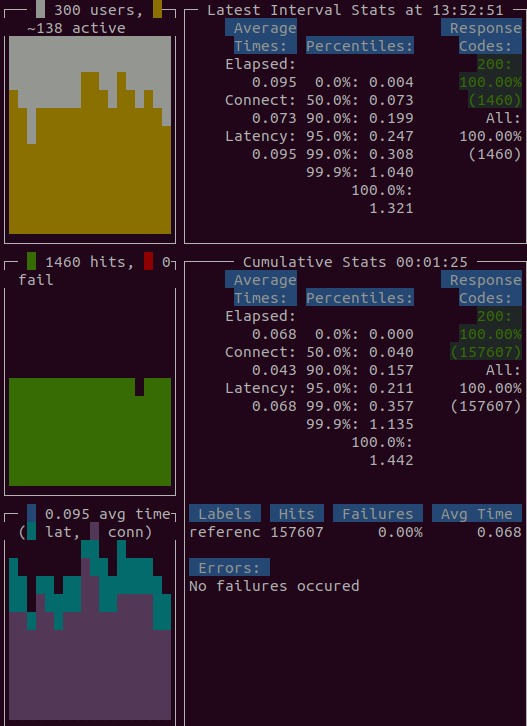 300 users,
~138 active
Latest Interval Stats at 13:52:51
Average Response
Times: Percentiles: Codes:
Elapsed: 200:
0.095 0.0%: 0.004 100.00%
Connect: 50.0%: 0.073 (1460)
0.073 90.0%: 0.199 All:
Latency: 95.0%: 0.247 100.00%
0.095 99.0%: 0.308 (1460)
99.9%: 1.040
100.0%:
1.321
1460 hits, 0
fail
Cumulative Stats 00:01:25
Average Response
Times: Percentiles: Codes:
Elapsed: 200:
0.068 0.0%: 0.000 100.00%
Connect: 50.0%: 0.040 (157607)
0.043 90.0%: 0.157 All:
Latency: 95.0%: 0.211 100.00%
0.068 99.0%: 0.357 (157607)
99.9%: 1.135
100.0%:
1.442
0.095 avg time
( lat, conn)
Labels Hits Failures Avg Time
referenc 157607 0.00% 0.068
Errors:
No failures occured